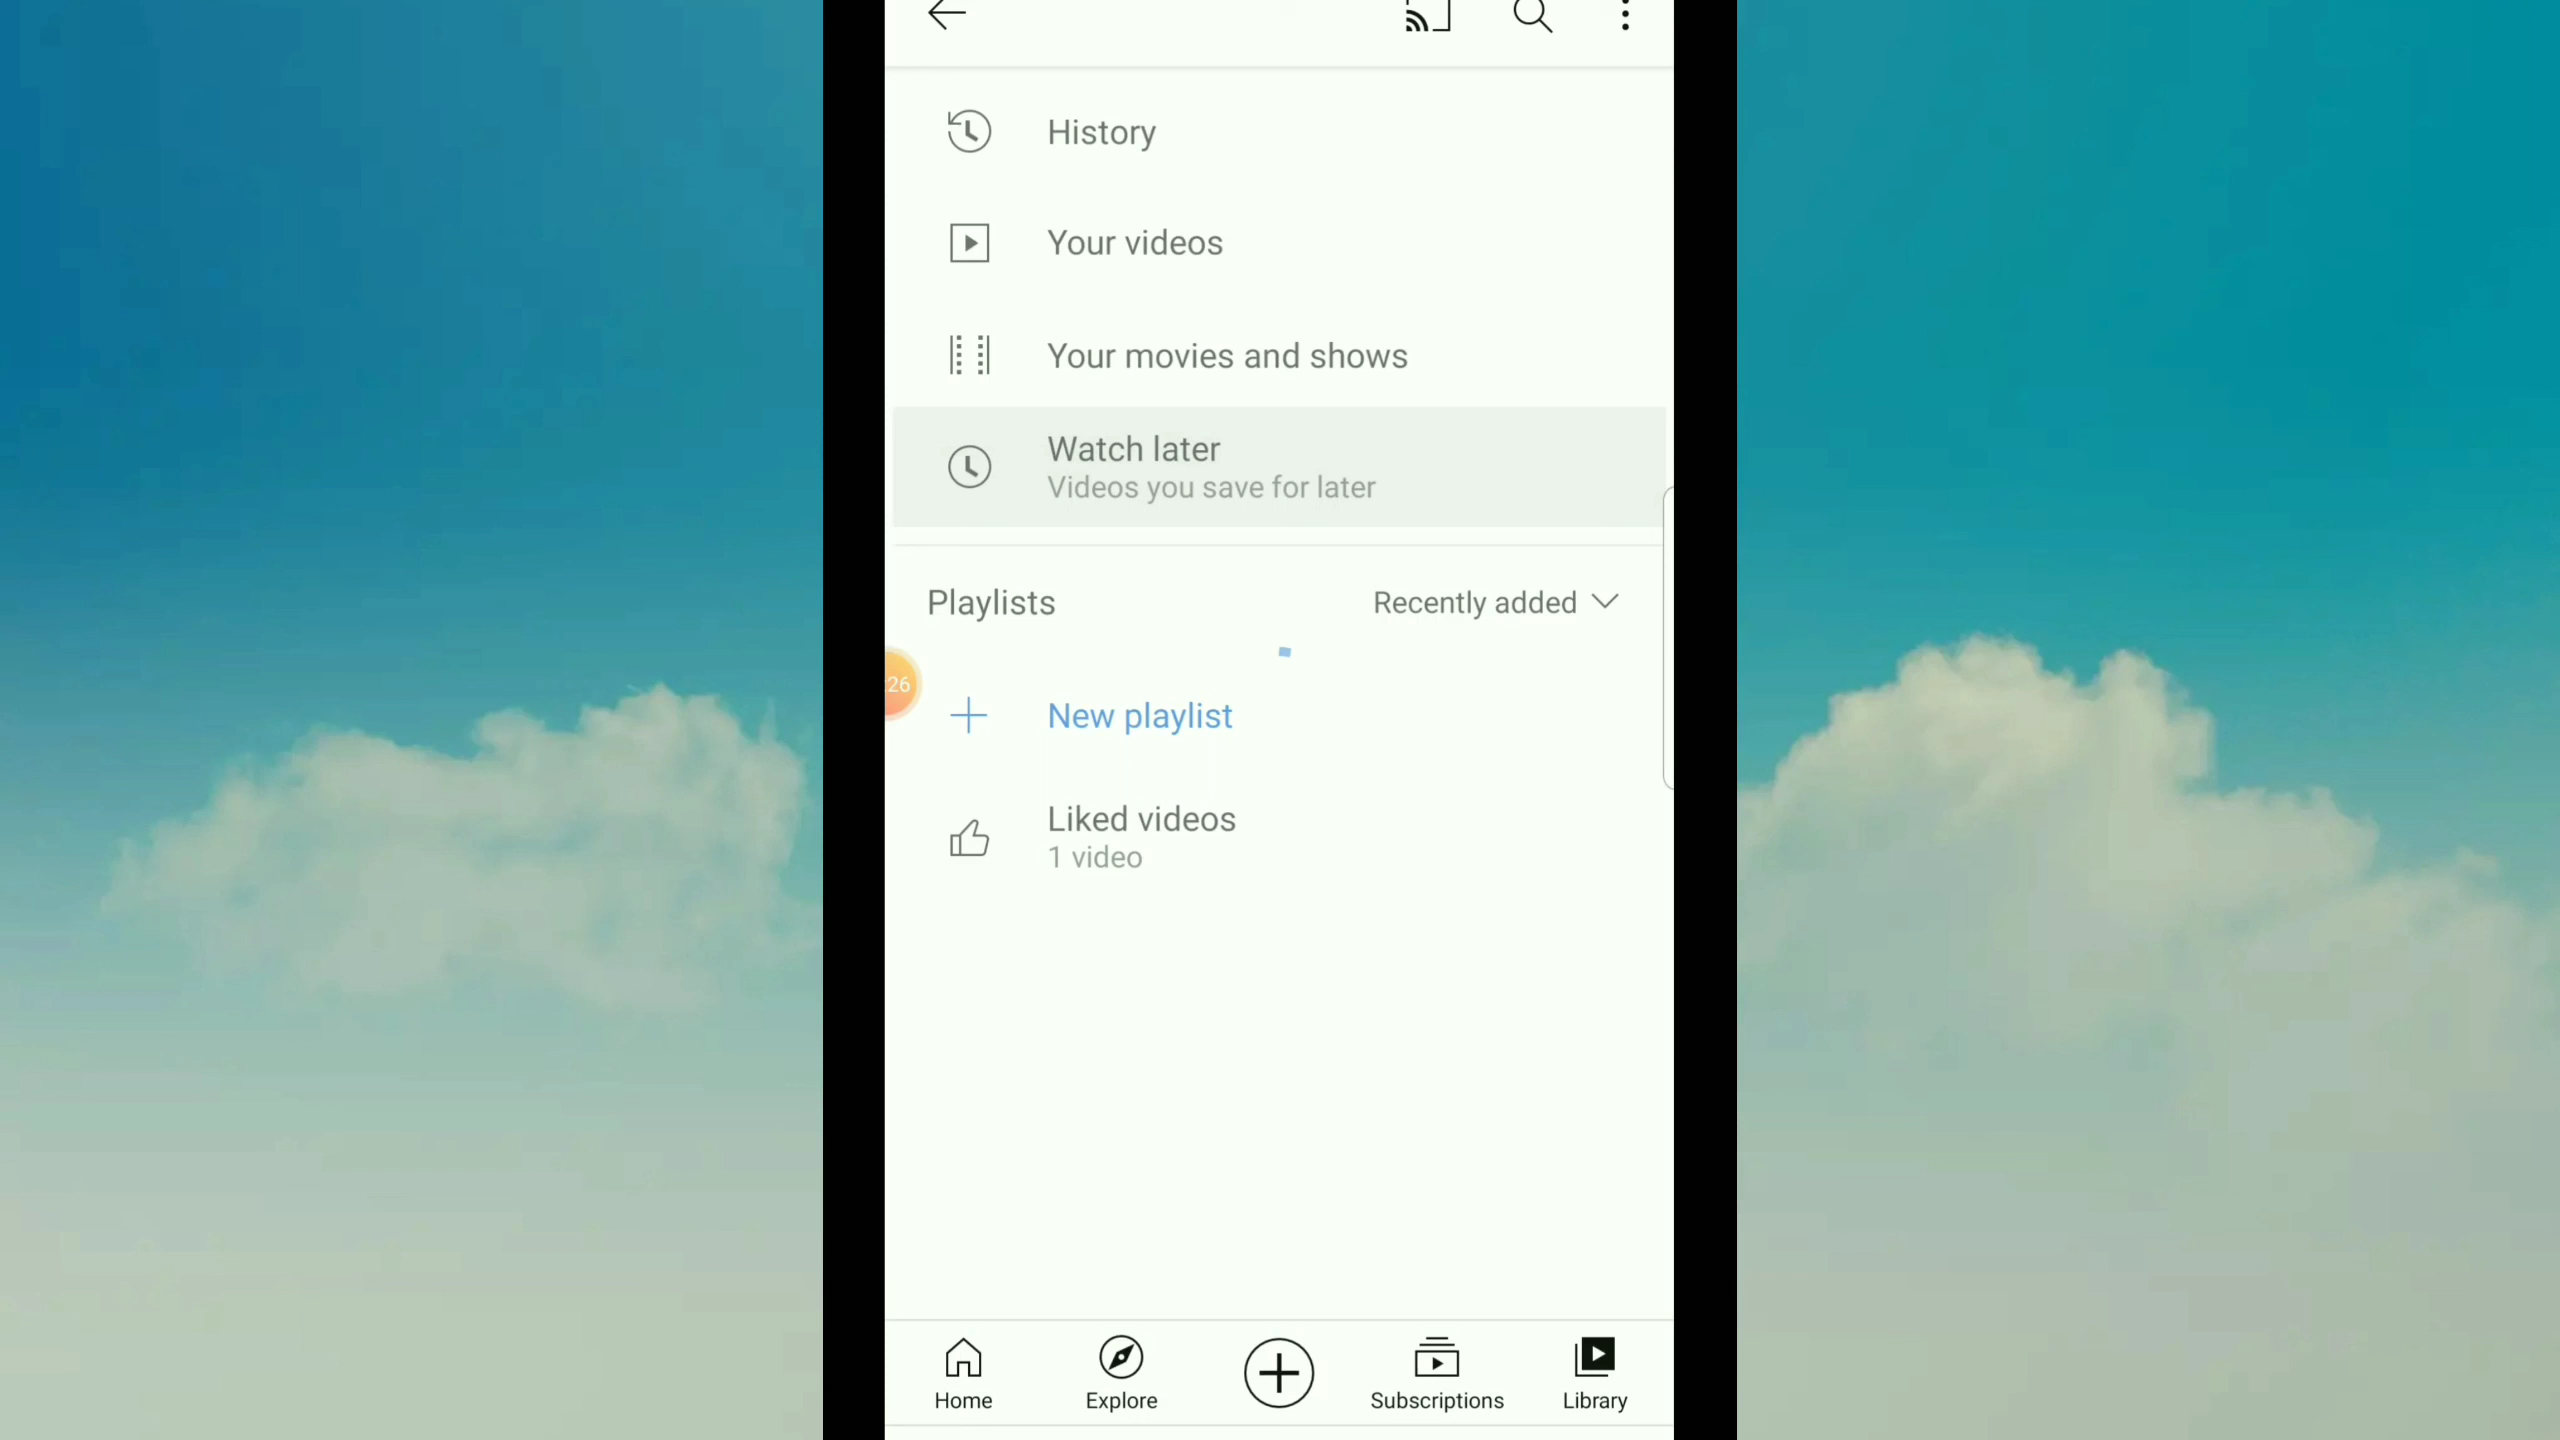 History
Your videos
Your movies and shows
Watch later
Videos you save for later
Playlists
Recently added
:26
New playlist
Liked videos
1 video
Home
Explore
Subscriptions
Library